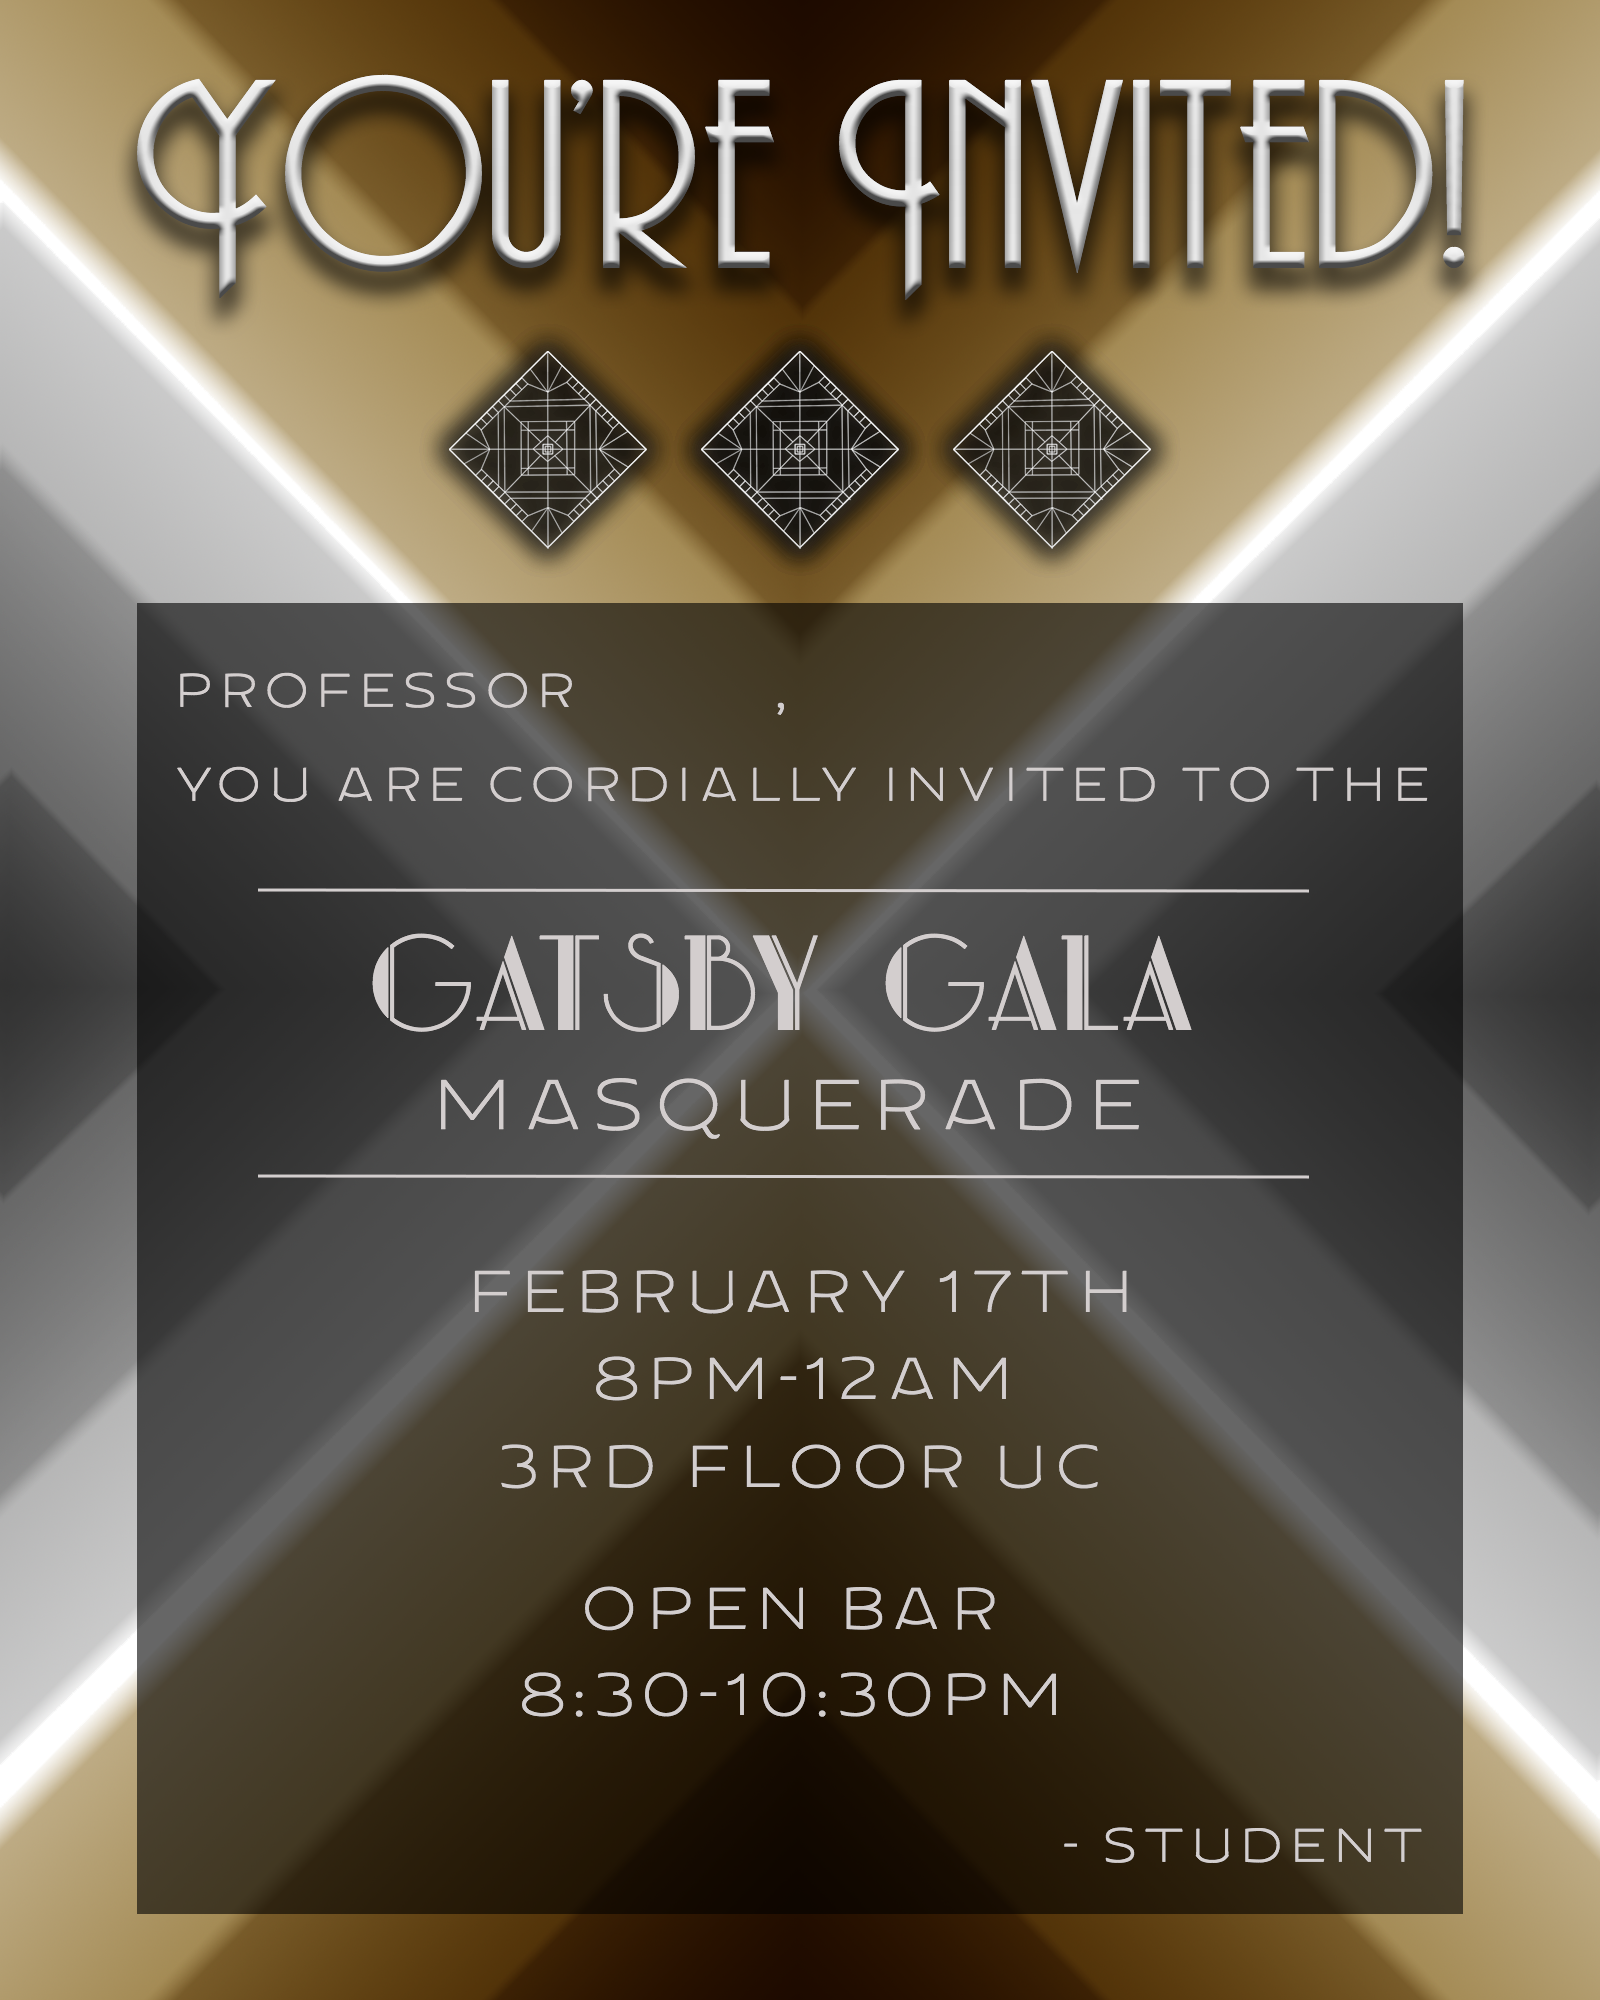 YOU'RE INVITED!
PROFESSOR ,
YOU ARE CORDIALLY INVITED TO THE
GATSBY GALA
MASQUERADE
FEBRUARY 17TH
8PM-12AM
3RD FLOOR UC
OPEN BAR
8:30-10:30PM
- STUDENT